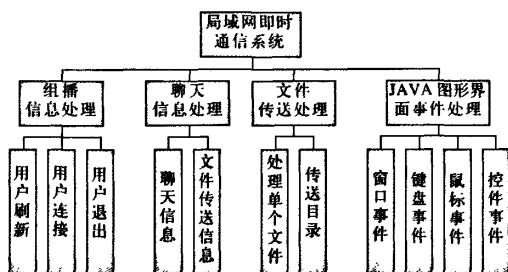 局域网即时
通信系统
组播
信息处理
聊天
信息处理
文件
传送处理
JAVA 图形界
面事件处理
用户刷新
用户连接
用户退出
聊天信息
文件传送信息
处理单个文件
传送目录
窗口事件
键盘事件
鼠标事件
控件事件